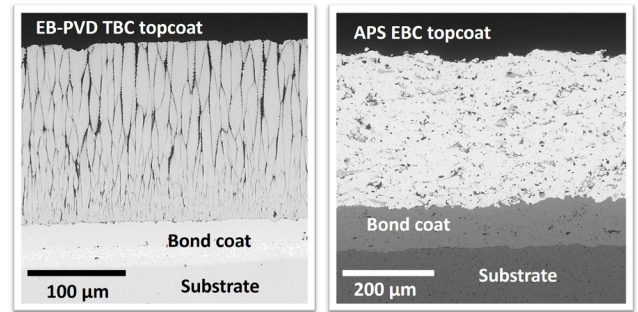 EB-PVD TBC topcoat
Bond coat
100 μm
Substrate
APS EBC topcoat
Bond coat
Substrate
200 μm